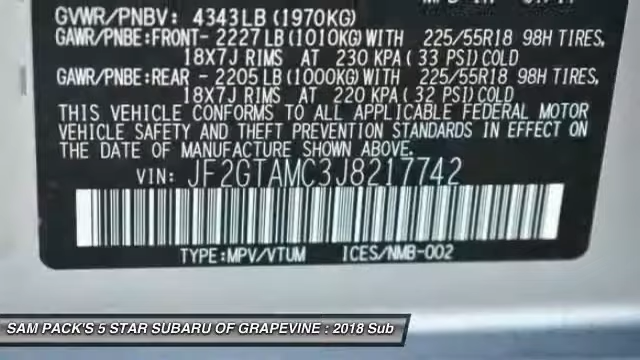 GVWR/PNBV: 4343LB (1970KG)
GAWR/PNBE:FRONT- 2227LB (1010KG) WITH 225/55R18 98H TIRES,
18X7J RIMS AT 230 KPA( 33 PSI) COLD
GAWR/PNBE:REAR - 2205LB (1000KG) WITH 225/55R18 98H TIRES,
18X7J RIMS AT 220 KPA( 32 PSI) COLD
THIS VEHICLE CONFORMS TO ALL APPLICABLE FEDERAL MOTOR
VEHICLE SAFETY AND THEFT PREVENTION STANDARDS IN EFFECT ON
THE DATE OF MANUFACTURE SHOWN ABOVE.
VIN: JF2GTAMC3J8217742
TYPE:MPV/VTUM ICES/NMB-002
SAM PACK'S 5 STAR SUBARU OF GRAPEVINE : 2018 Sub